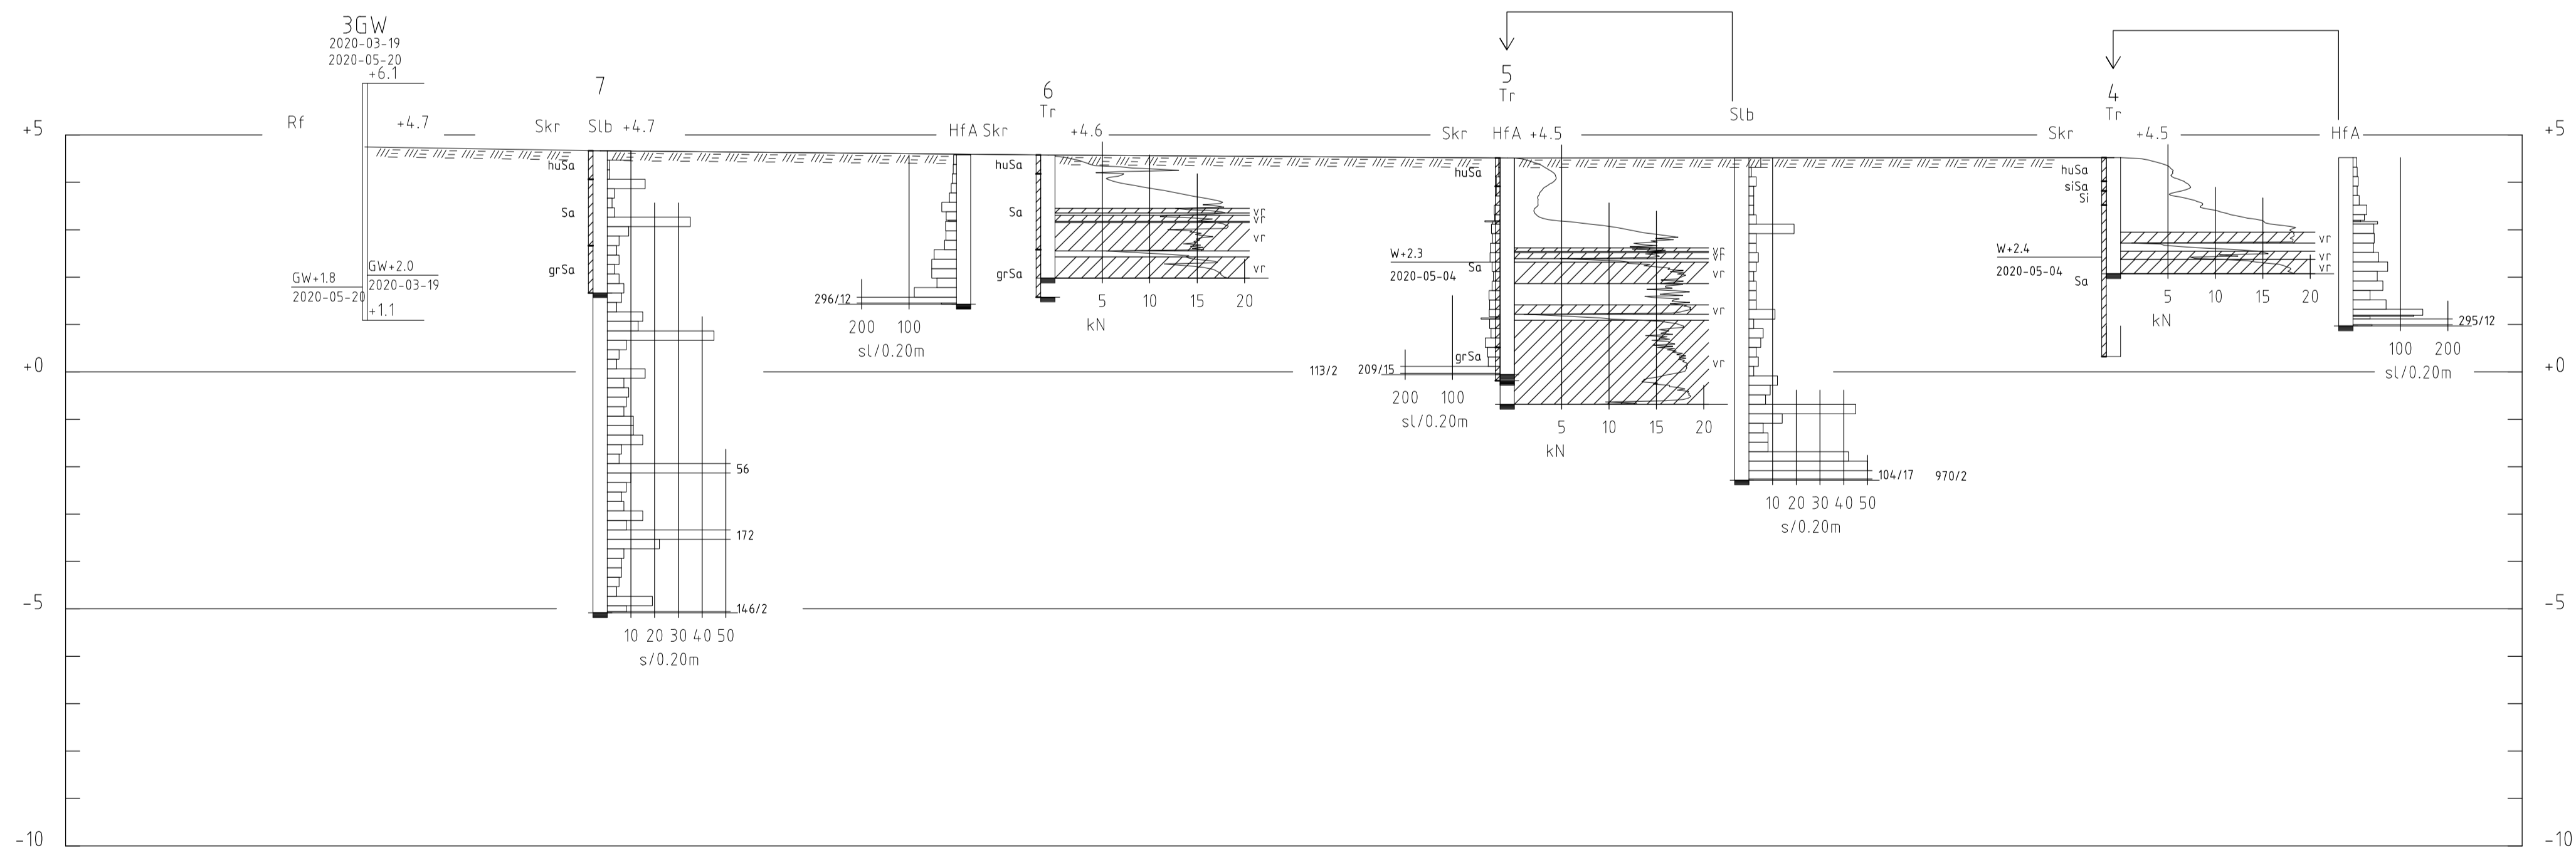 3GW
2020-03-19
2020-05-20
+6.1
Rf
+4.7
GW+2.0
2020-03-19
GW+1.8
2020-05-20
+1.1
7
Skr Slb +4.7
huSa
Sa
grSa
56
172
146/2
10 20 30 40 50
s/0.20m
6
Tr
HfA Skr +4.6
huSa
Sa
grSa
vr
vr
vr
vr
296/12
200 100
sl/0.20m
5 10 15 20
kN
5
Tr
Skr HfA +4.5
huSa
W+2.3
2020-05-04
Sa
grSa
vr
vr
vr
vr
vr
113/2 209/15
200 100
sl/0.20m
5 10 15 20
kN
Slb
104/17 970/2
10 20 30 40 50
s/0.20m
4
Tr
Skr +4.5 HfA
huSa
siSa
Si
W+2.4
2020-05-04
Sa
vr
vr
vr
5 10 15 20
kN
295/12
100 200
sl/0.20m
+5 +5
+0 +0
-5 -5
-10 -10